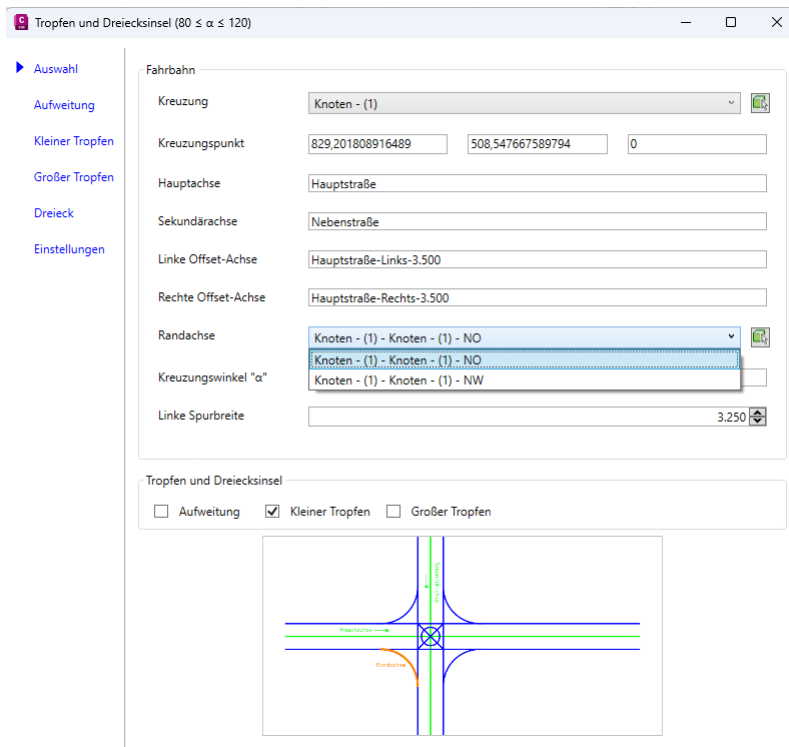 Tropfen und Dreiecksinsel (80 ≤ α ≤ 120)
Auswahl
Aufweitung
Kleiner Tropfen
Großer Tropfen
Dreieck
Einstellungen
Fahrbahn
Kreuzung Knoten - (1)
Kreuzungspunkt 829,201808916489 508,547667589794 0
Hauptachse Hauptstraße
Sekundärachse Nebenstraße
Linke Offset-Achse Hauptstraße-Links-3.500
Rechte Offset-Achse Hauptstraße-Rechts-3.500
Randachse Knoten - (1) - Knoten - (1) - NO
Knoten - (1) - Knoten - (1) - NO
Knoten - (1) - Knoten - (1) - NW
Kreuzungswinkel "α"
Linke Spurbreite 3.250
Tropfen und Dreiecksinsel
Aufweitung Kleiner Tropfen Großer Tropfen
Hauptachse
Randachse